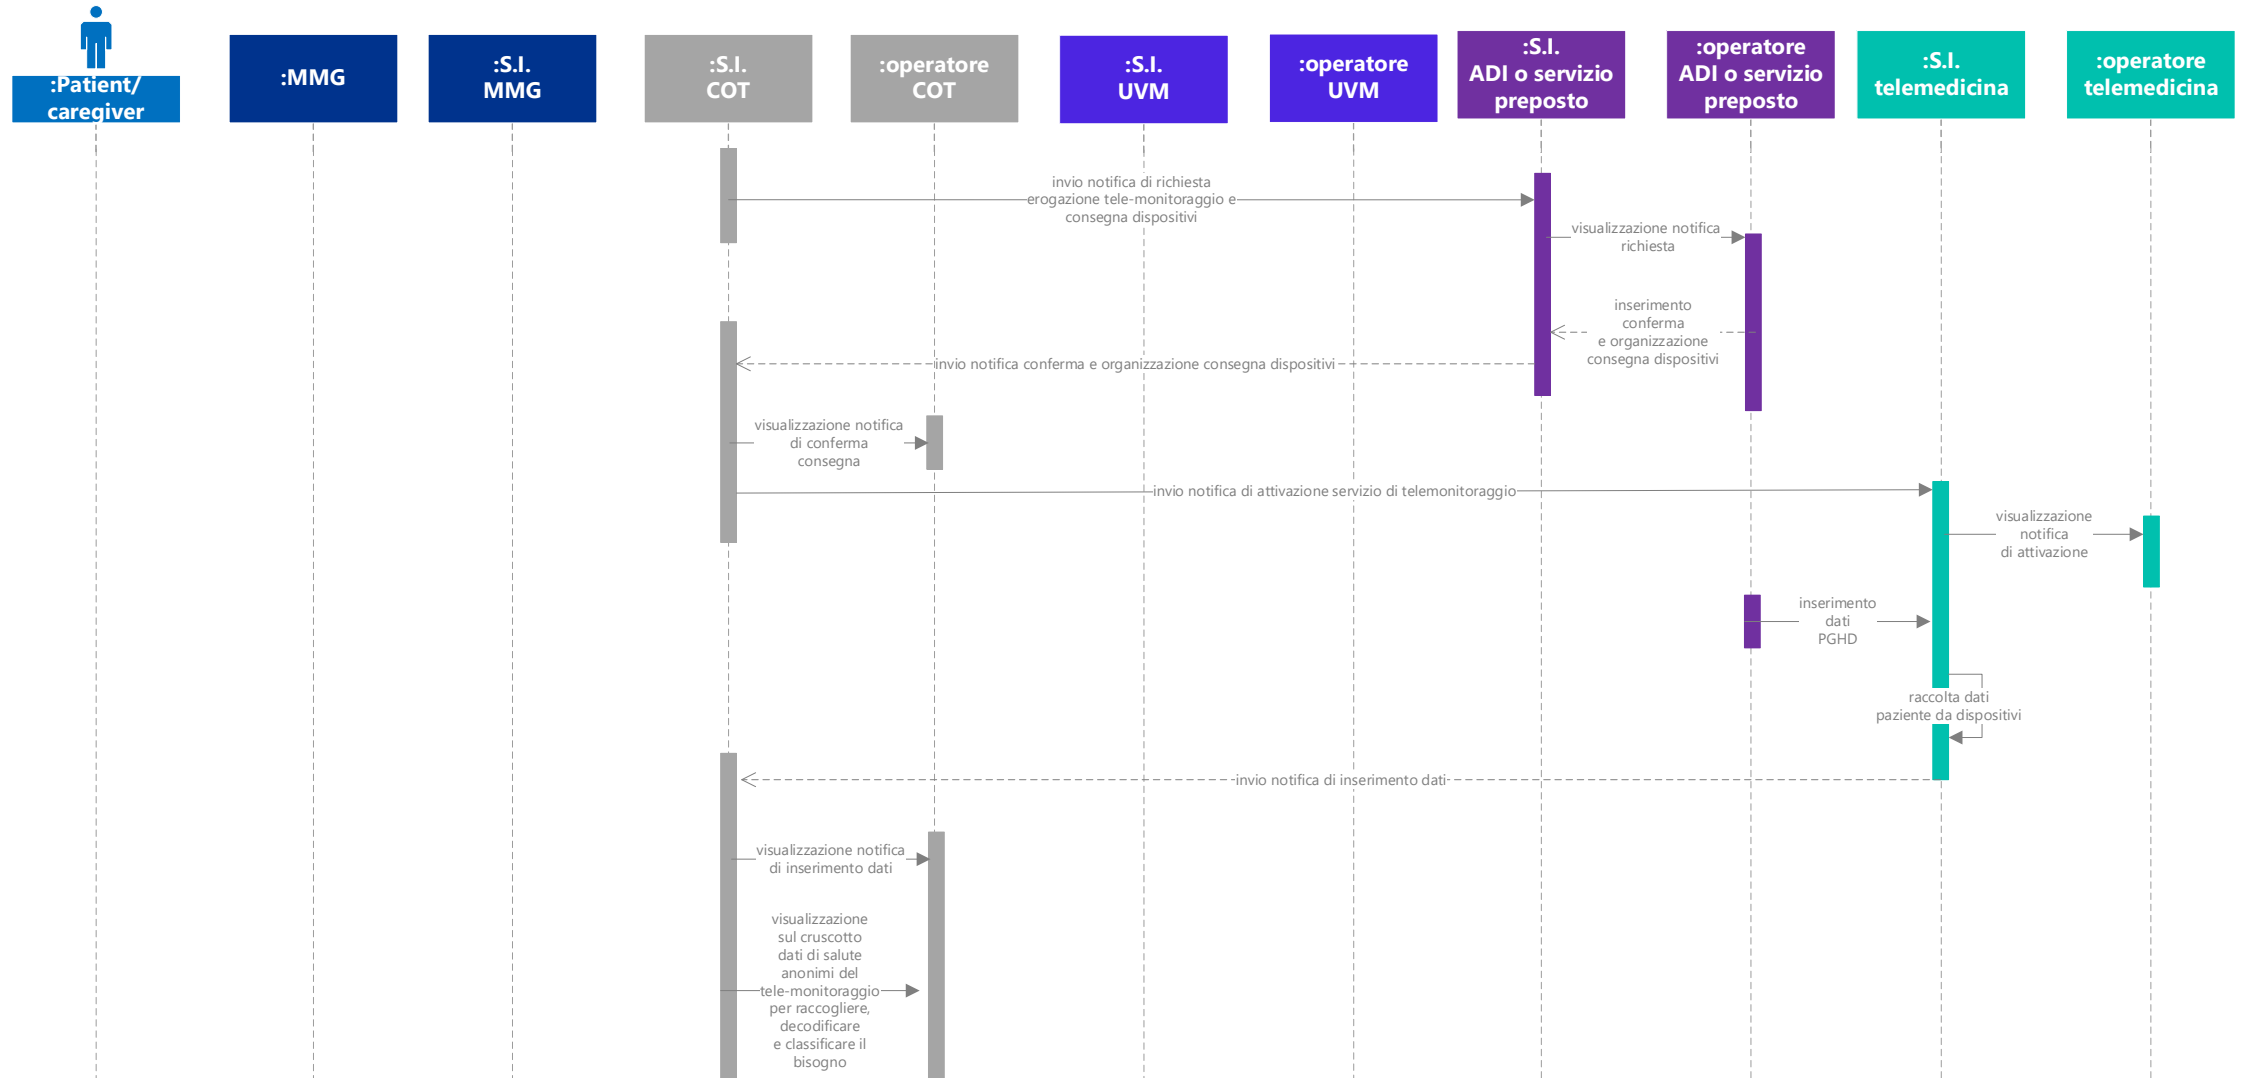 :Patient/
caregiver
:MMG
:S.I.
MMG
:S.I.
COT
:operatore
COT
:S.I.
UVM
:operatore
UVM
:S.I.
ADI o servizio
preposto
:operatore
ADI o servizio
preposto
:S.I.
telemedicina
:operatore
telemedicina
invio notifica di richiesta
erogazione tele-monitoraggio e
consegna dispositivi
visualizzazione notifica
richiesta
inserimento
conferma
e organizzazione
consegna dispositivi
invio notifica conferma e organizzazione consegna dispositivi
visualizzazione notifica
di conferma
consegna
invio notifica di attivazione servizio di telemonitoraggio
visualizzazione
notifica
di attivazione
inserimento
dati
PGHD
raccolta dati
paziente da dispositivi
invio notifica di inserimento dati
visualizzazione notifica
di inserimento dati
visualizzazione
sul cruscotto
dati di salute
anonimi del
tele-monitoraggio
per raccogliere,
decodificare
e classificare il
bisogno